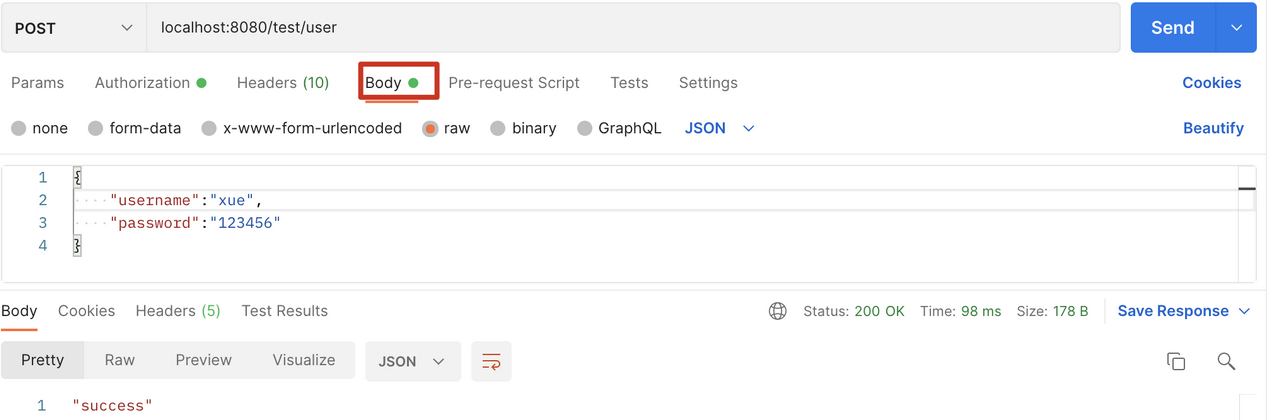 POST localhost:8080/test/user Send
Params Authorization Headers (10) Body Pre-request Script Tests Settings Cookies
none form-data x-www-form-urlencoded raw binary GraphQL JSON Beautify
1 {
2 "username":"xue",
3 "password":"123456"
4 }
Body Cookies Headers (5) Test Results Status: 200 OK Time: 98 ms Size: 178 B Save Response
Pretty Raw Preview Visualize JSON
1 "success"